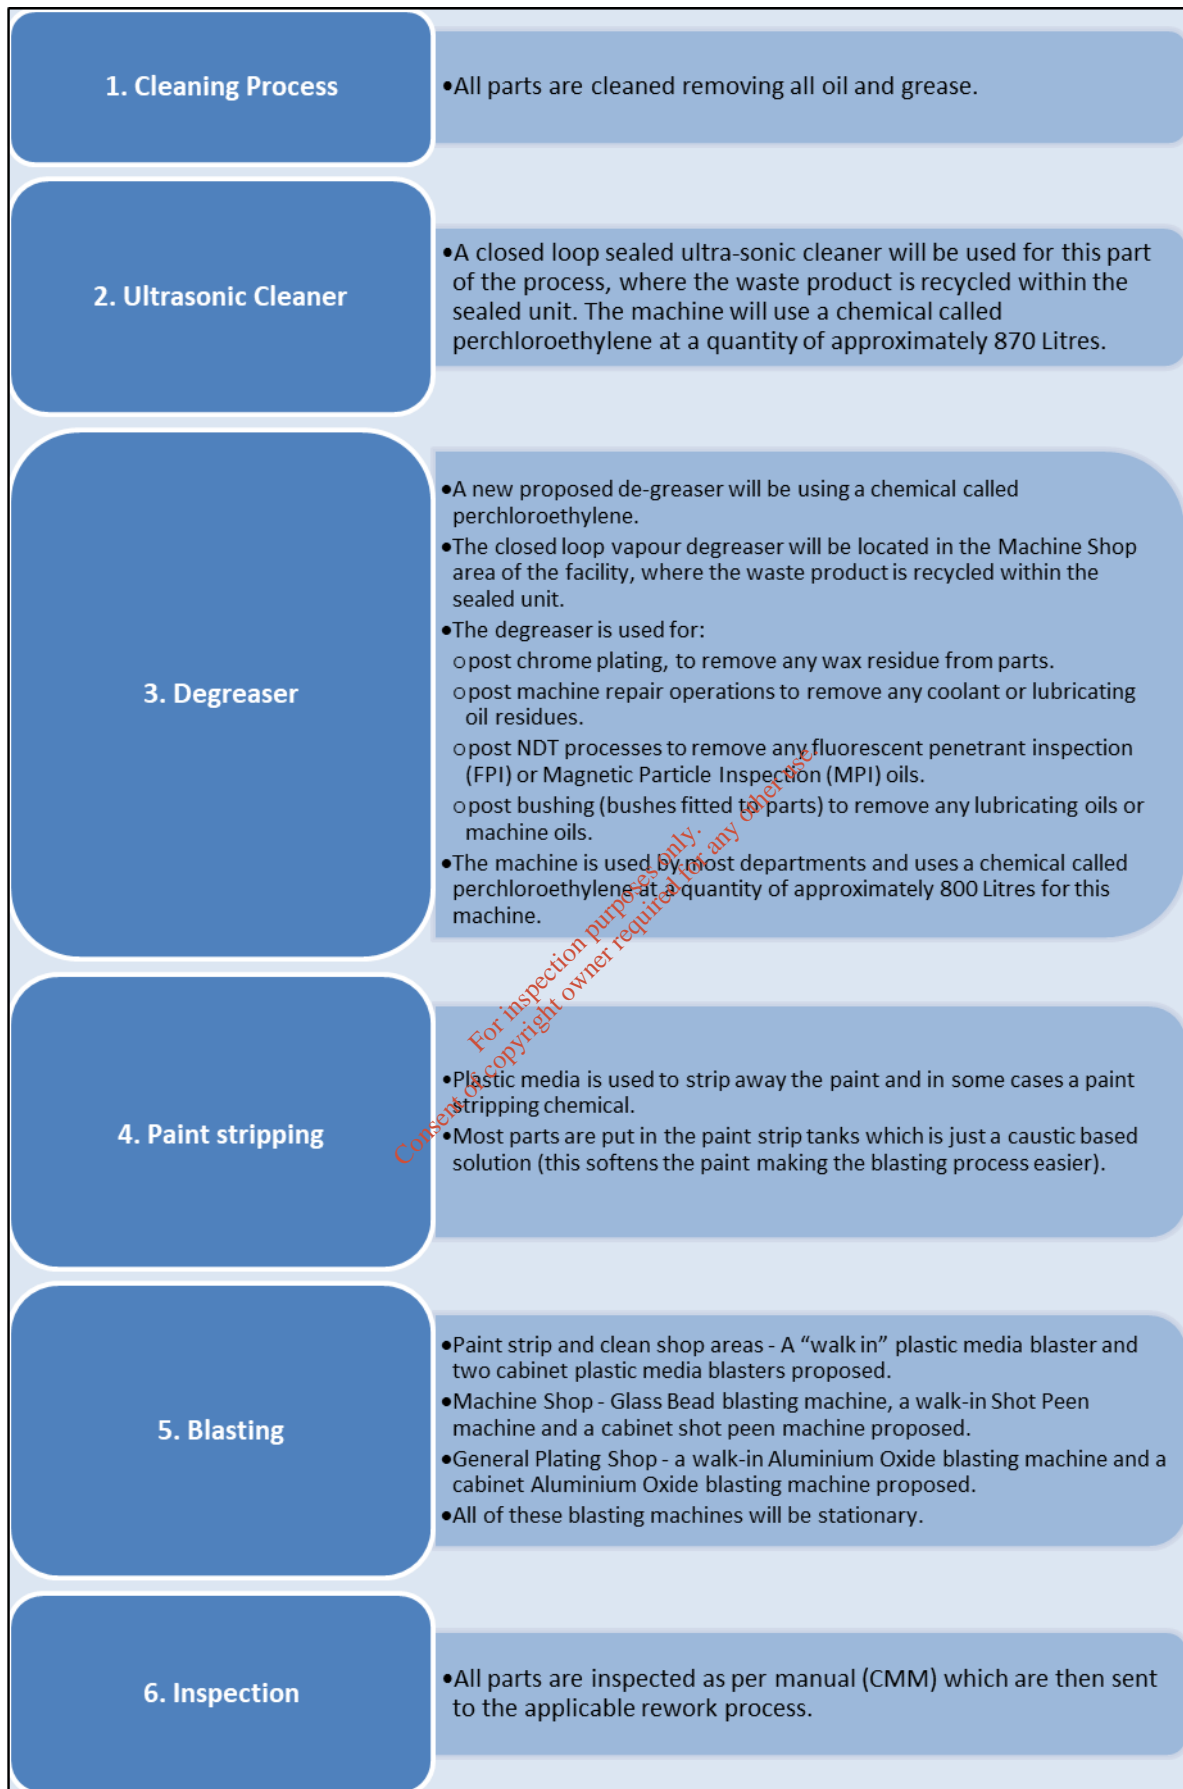 1. Cleaning Process
•All parts are cleaned removing all oil and grease.
2. Ultrasonic Cleaner
•A closed loop sealed ultra-sonic cleaner will be used for this part
of the process, where the waste product is recycled within the
sealed unit. The machine will use a chemical called
perchloroethylene at a quantity of approximately 870 Litres.
3. Degreaser
•A new proposed de-greaser will be using a chemical called
perchloroethylene.
•The closed loop vapour degreaser will be located in the Machine Shop
area of the facility, where the waste product is recycled within the
sealed unit.
•The degreaser is used for:
○post chrome plating, to remove any wax residue from parts.
○post machine repair operations to remove any coolant or lubricating
oil residues.
○post NDT processes to remove any fluorescent penetrant inspection
(FPI) or Magnetic Particle Inspection (MPI) oils.
○post bushing (bushes fitted to parts) to remove any lubricating oils or
machine oils.
•The machine is used by most departments and uses a chemical called
perchloroethylene at a quantity of approximately 800 Litres for this
machine.
For inspection purposes only.
Consent of copyright owner required for any other use.
4. Paint stripping
•Plastic media is used to strip away the paint and in some cases a paint
stripping chemical.
•Most parts are put in the paint strip tanks which is just a caustic based
solution (this softens the paint making the blasting process easier).
5. Blasting
•Paint strip and clean shop areas - A “walk in” plastic media blaster and
two cabinet plastic media blasters proposed.
•Machine Shop - Glass Bead blasting machine, a walk-in Shot Peen
machine and a cabinet shot peen machine proposed.
•General Plating Shop - a walk-in Aluminium Oxide blasting machine and a
cabinet Aluminium Oxide blasting machine proposed.
•All of these blasting machines will be stationary.
6. Inspection
•All parts are inspected as per manual (CMM) which are then sent
to the applicable rework process.